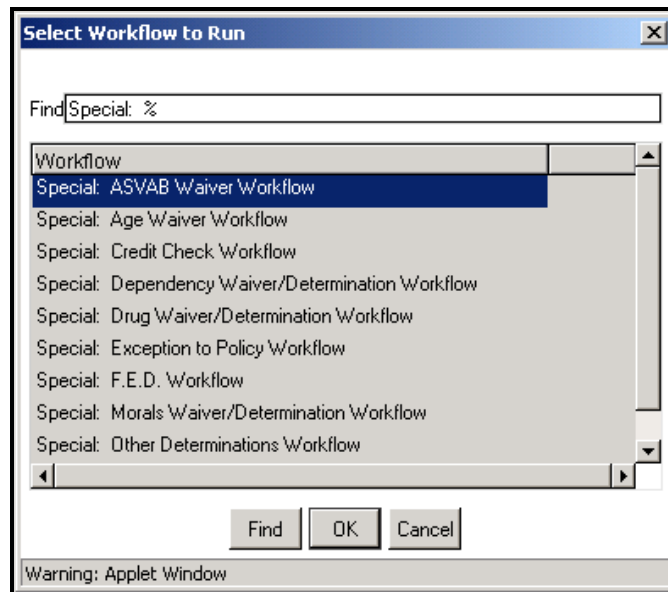 Select Workflow to Run
Find Special: %
Workflow
Special: ASVAB Waiver Workflow
Special: Age Waiver Workflow
Special: Credit Check Workflow
Special: Dependency Waiver/Determination Workflow
Special: Drug Waiver/Determination Workflow
Special: Exception to Policy Workflow
Special: F.E.D. Workflow
Special: Morals Waiver/Determination Workflow
Special: Other Determinations Workflow
Find OK Cancel
Warning: Applet Window